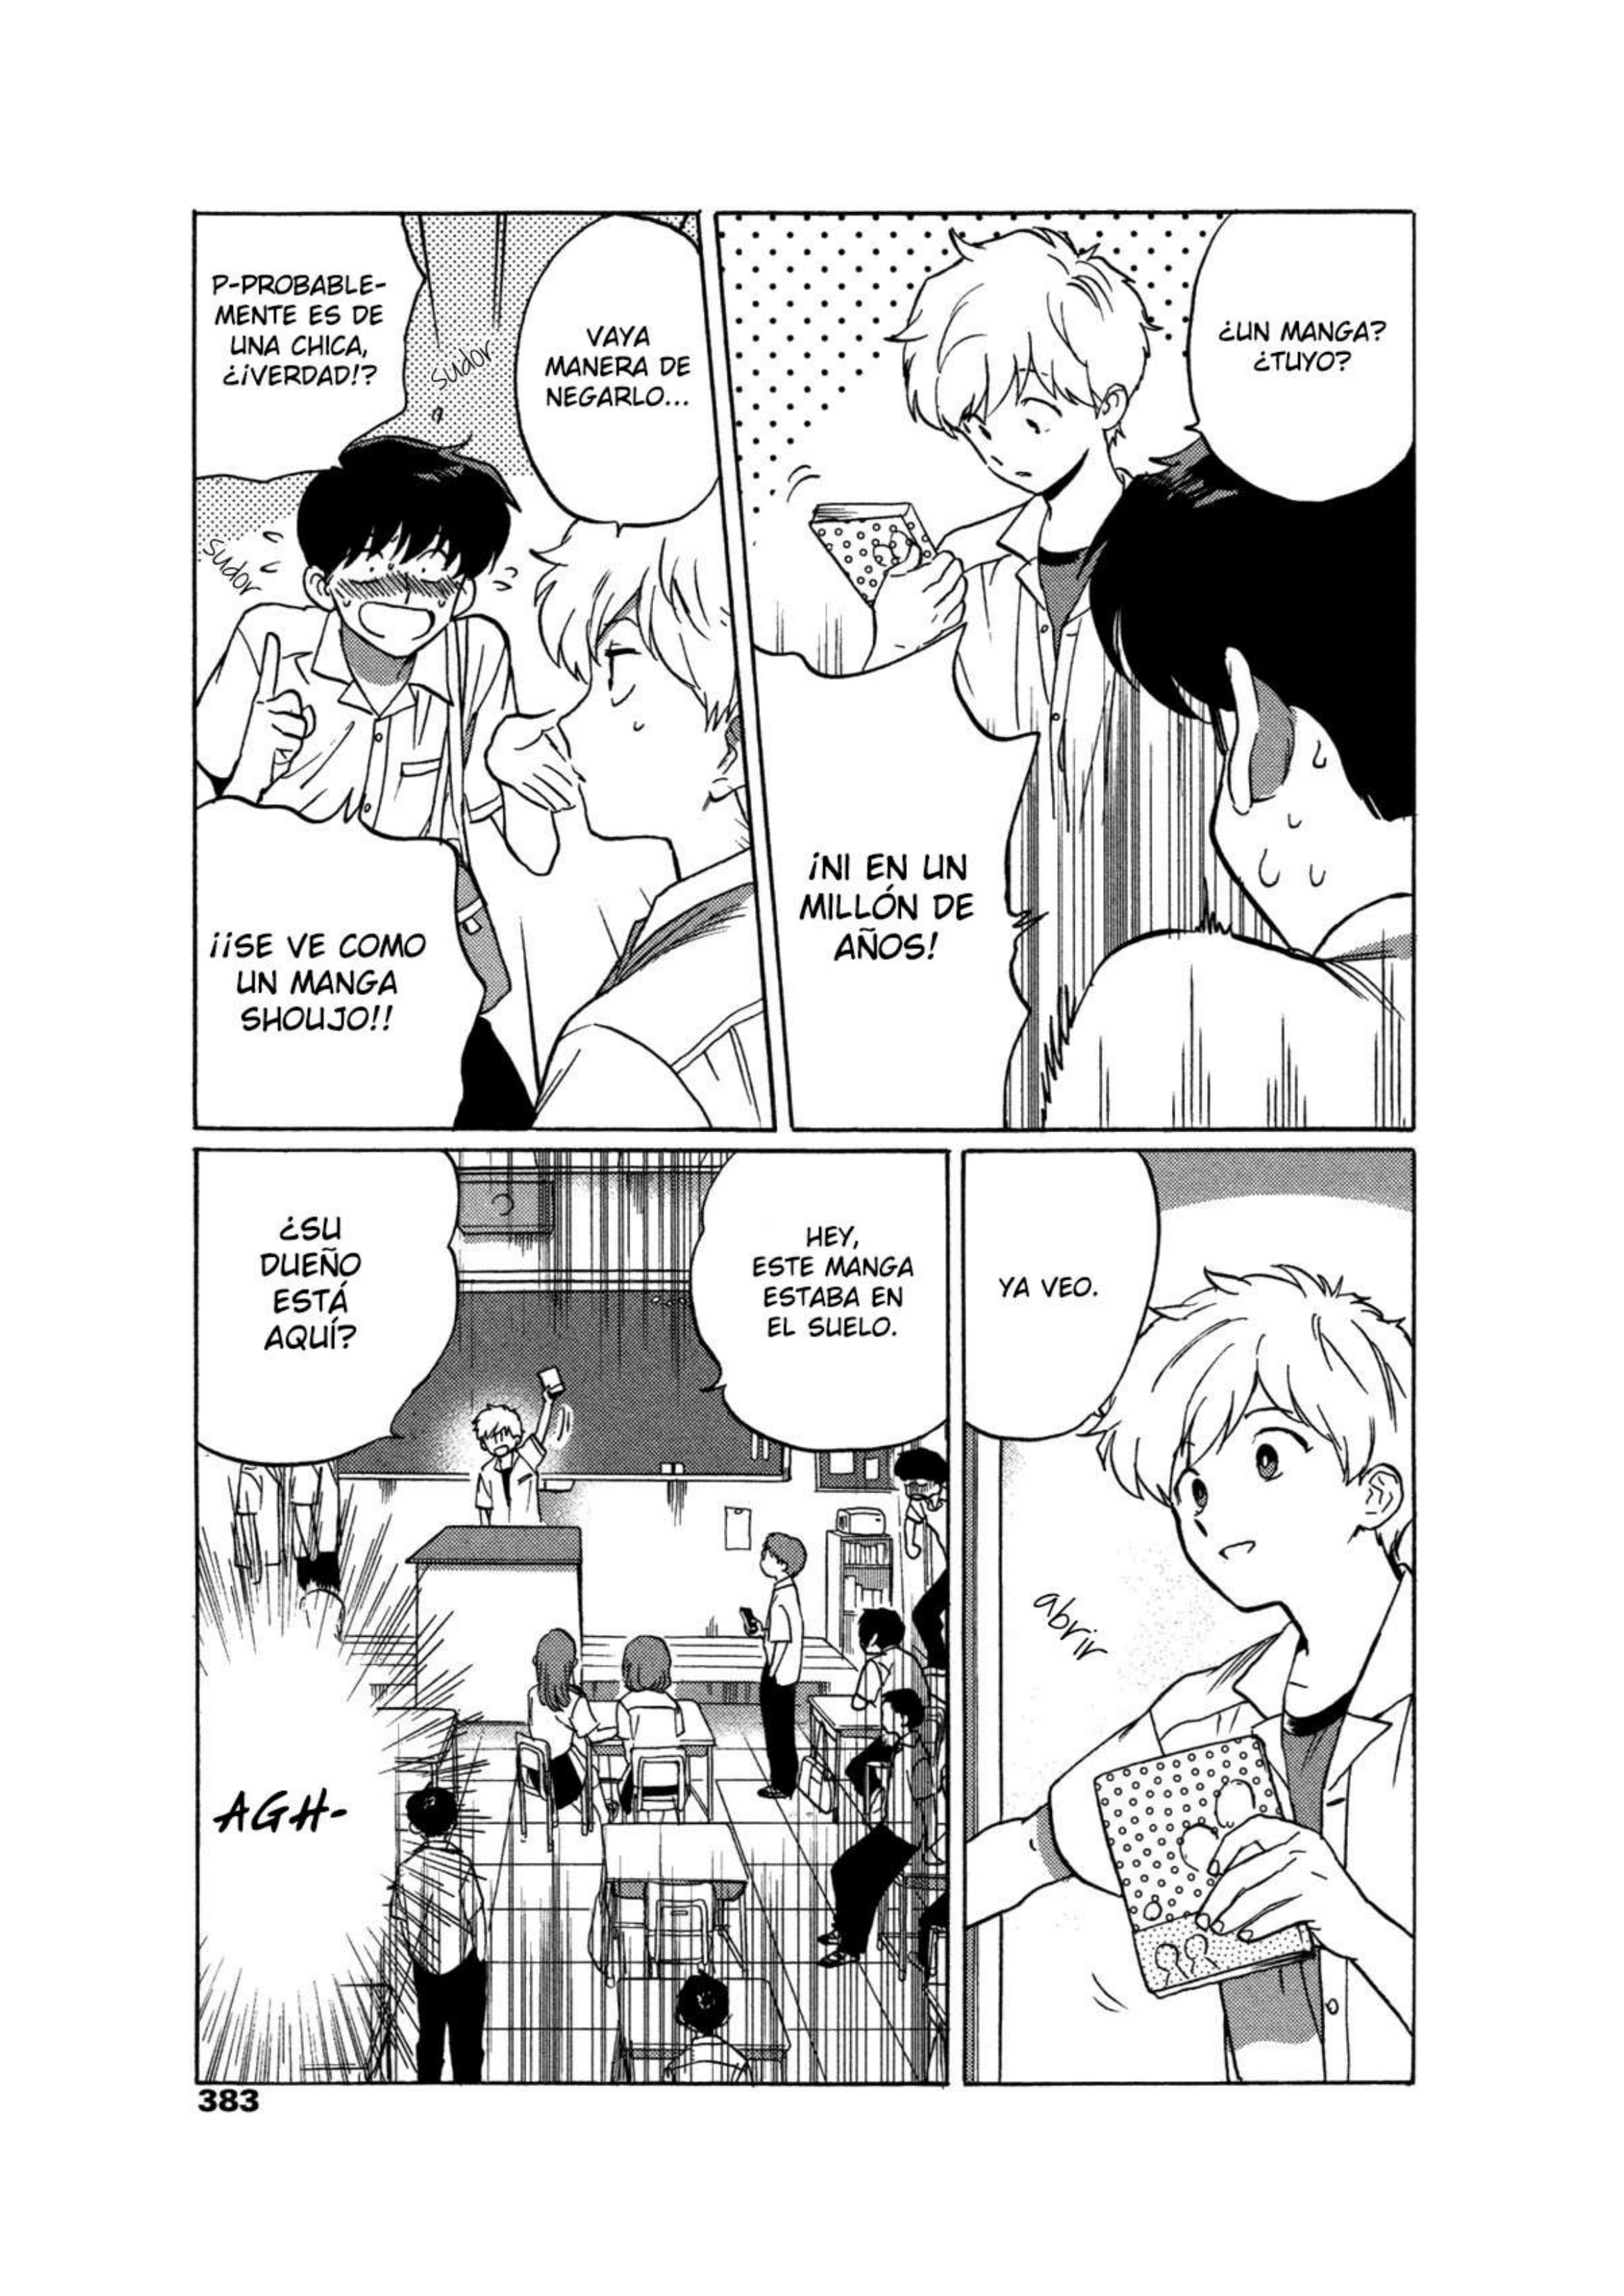 ¿UN MANGA?
¿TUYO?
¡NI EN UN
MILLÓN DE
AÑOS!
VAYA
MANERA DE
NEGARLO...
P-PROBABLE-
MENTE ES DE
UNA CHICA,
¿¡VERDAD!?
sudor
sudor
¡¡SE VE COMO
UN MANGA
SHOUJO!!
YA VEO.
abrir
HEY,
ESTE MANGA
ESTABA EN
EL SUELO.
¿SU
DUEÑO
ESTÁ
AQUÍ?
AGH-
383